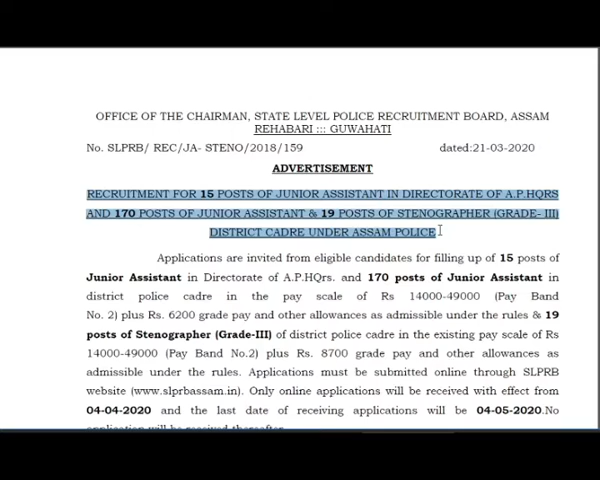 OFFICE OF THE CHAIRMAN, STATE LEVEL POLICE RECRUITMENT BOARD, ASSAM
REHABARI ::: GUWAHATI
No. SLPRB/ REC/JA- STENO/2018/159 dated:21-03-2020
ADVERTISEMENT
RECRUITMENT FOR 15 POSTS OF JUNIOR ASSISTANT IN DIRECTORATE OF A.P.HQRS
AND 170 POSTS OF JUNIOR ASSISTANT & 19 POSTS OF STENOGRAPHER (GRADE- III)
DISTRICT CADRE UNDER ASSAM POLICE
Applications are invited from eligible candidates for filling up of 15 posts of
Junior Assistant in Directorate of A.P.HQrs. and 170 posts of Junior Assistant in
district police cadre in the pay scale of Rs 14000-49000 (Pay Band
No. 2) plus Rs. 6200 grade pay and other allowances as admissible under the rules & 19
posts of Stenographer (Grade-III) of district police cadre in the existing pay scale of Rs
14000-49000 (Pay Band No.2) plus Rs. 8700 grade pay and other allowances as
admissible under the rules. Applications must be submitted online through SLPRB
website (www.slprbassam.in). Only online applications will be received with effect from
04-04-2020 and the last date of receiving applications will be 04-05-2020.No
application will be received thereafter.